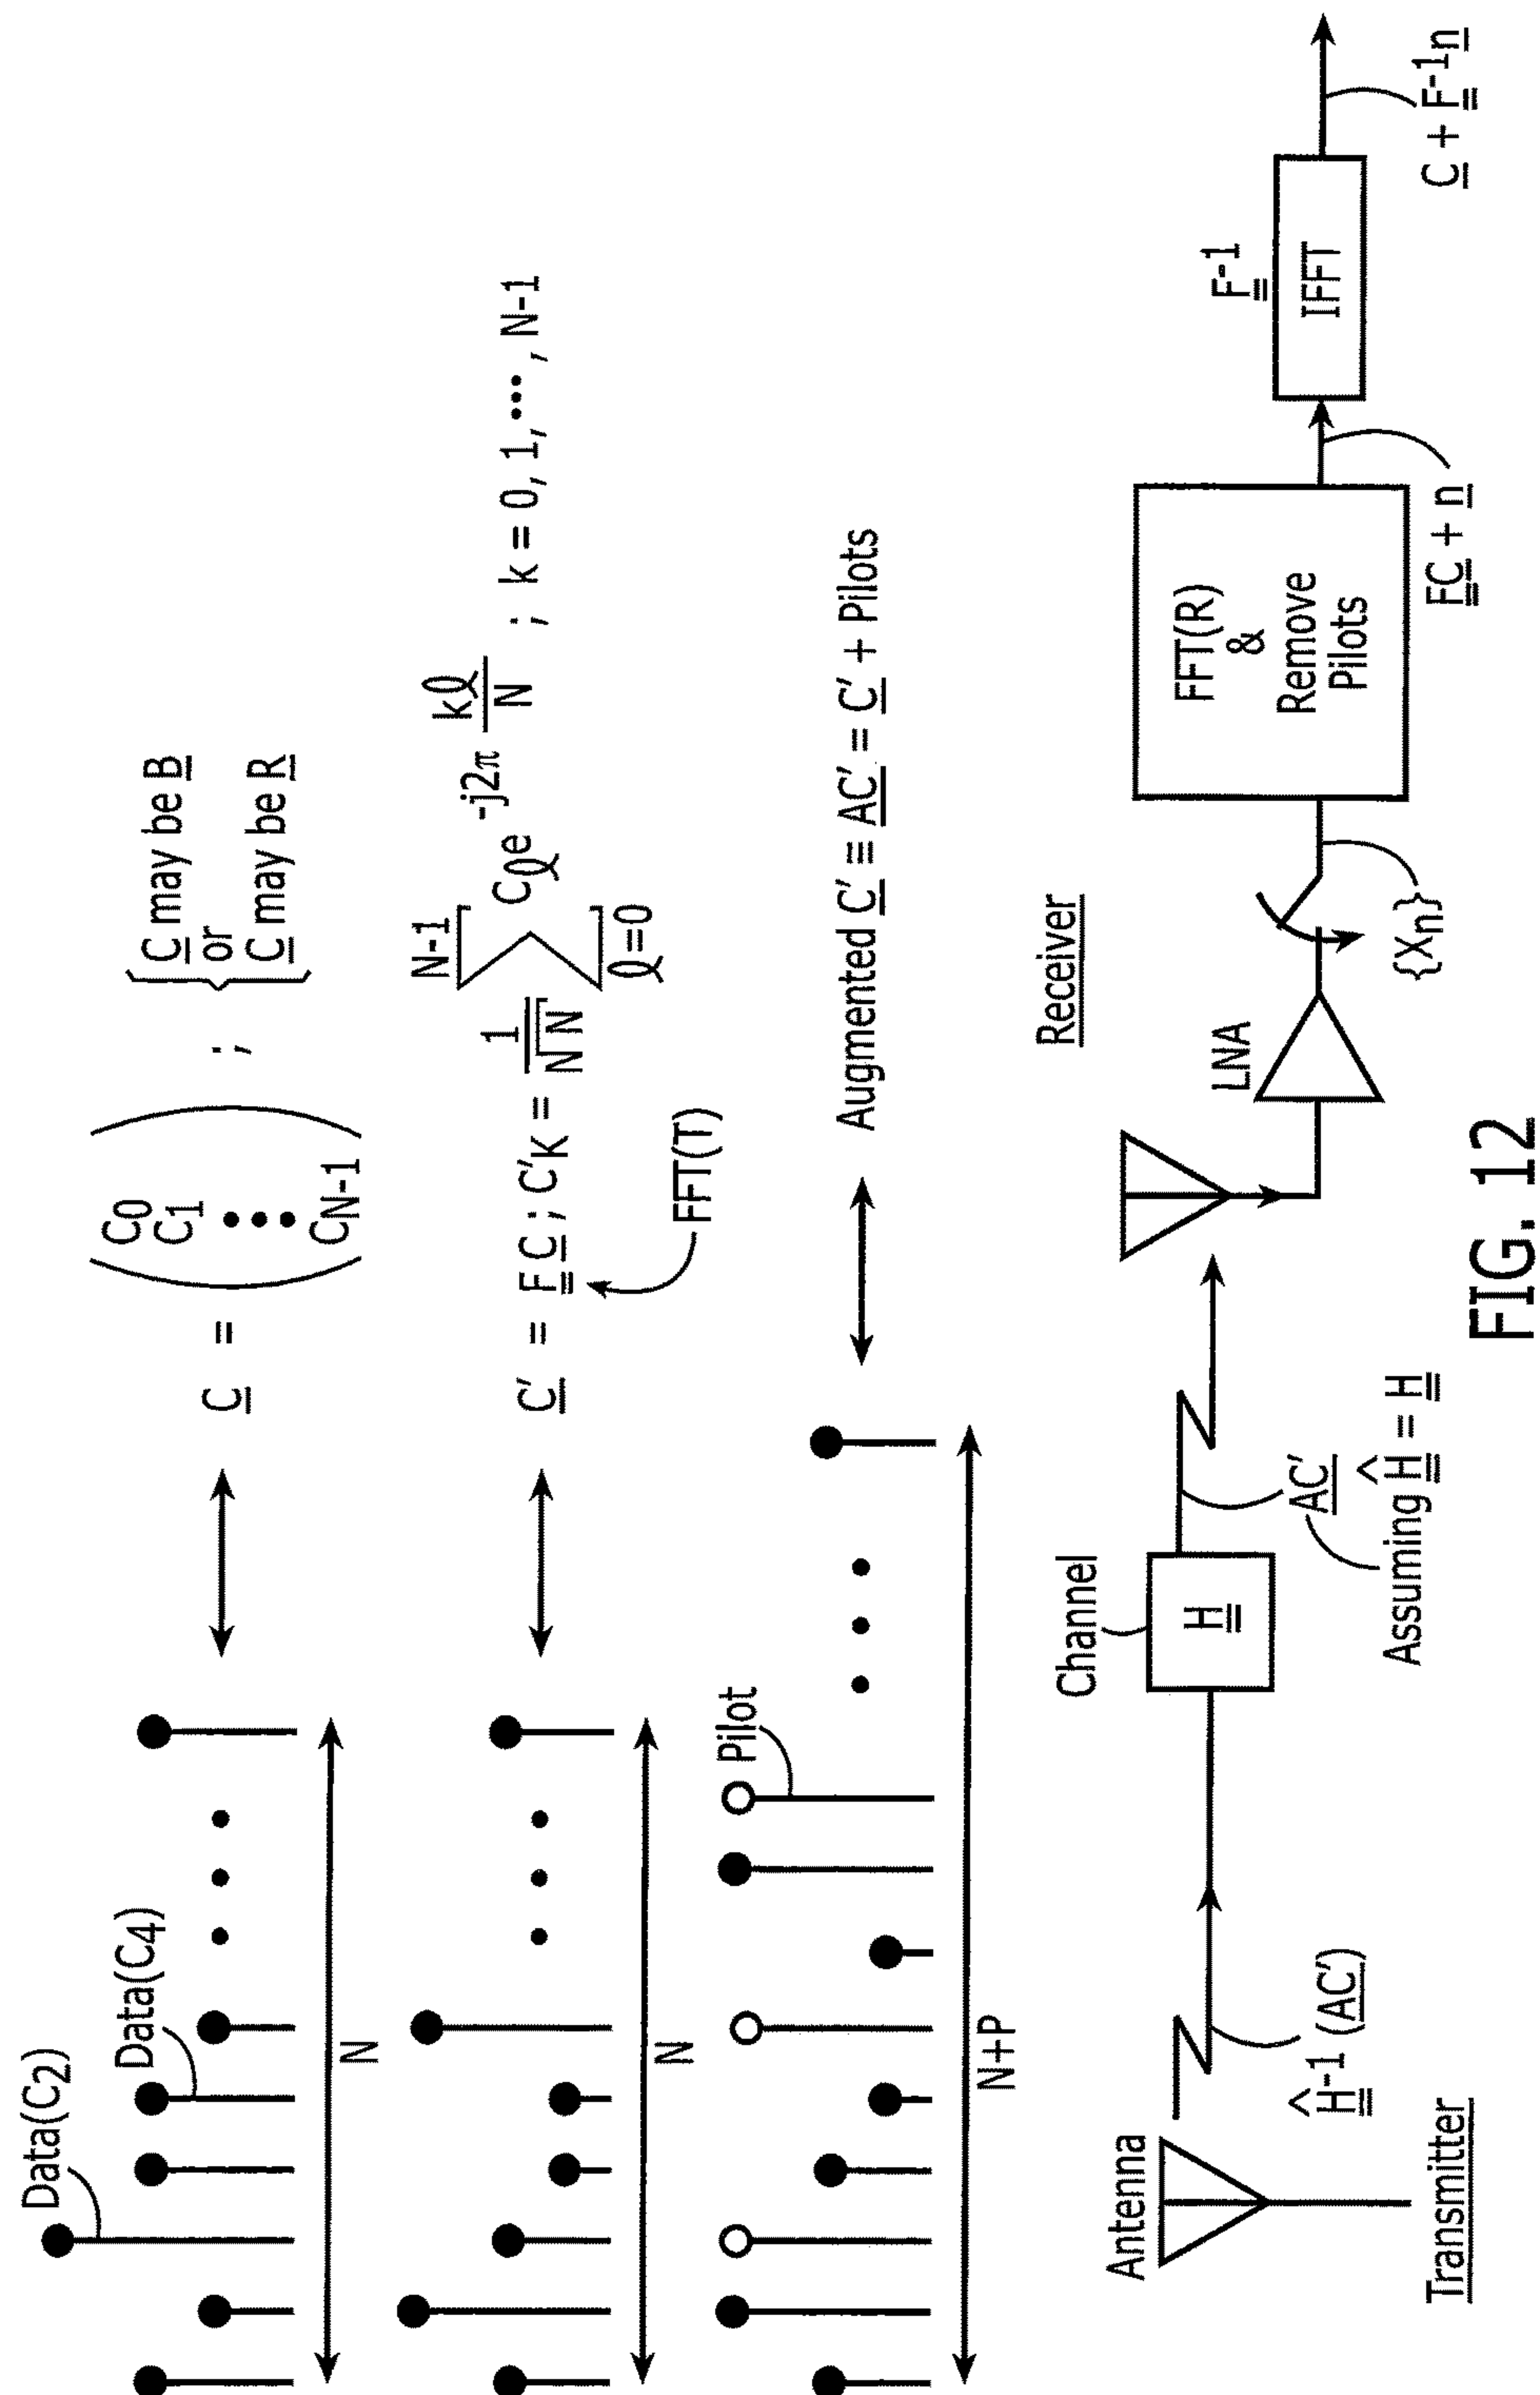 Data(C2)
Data(C4)
N
C = ( C0 C1 ••• CN-1 ) ; { C may be B
or
C may be R
N
C' = F C ; C'K = 1/√N N-1 Σ ℓ=0 Cℓ e -j2π kℓ/N ; k = 0, 1, •••, N-1
FFT(T)
Pilot
N+P
Augmented C' ≡ AC' = C' + Pilots
Antenna
Transmitter
Ĥ-1 (AC')
Channel
H
AC'
Assuming Ĥ = H
Receiver
LNA
{Xn}
FFT(R)
&
Remove
Pilots
FC + n
F-1
IFFT
C + F-1n
FIG. 12